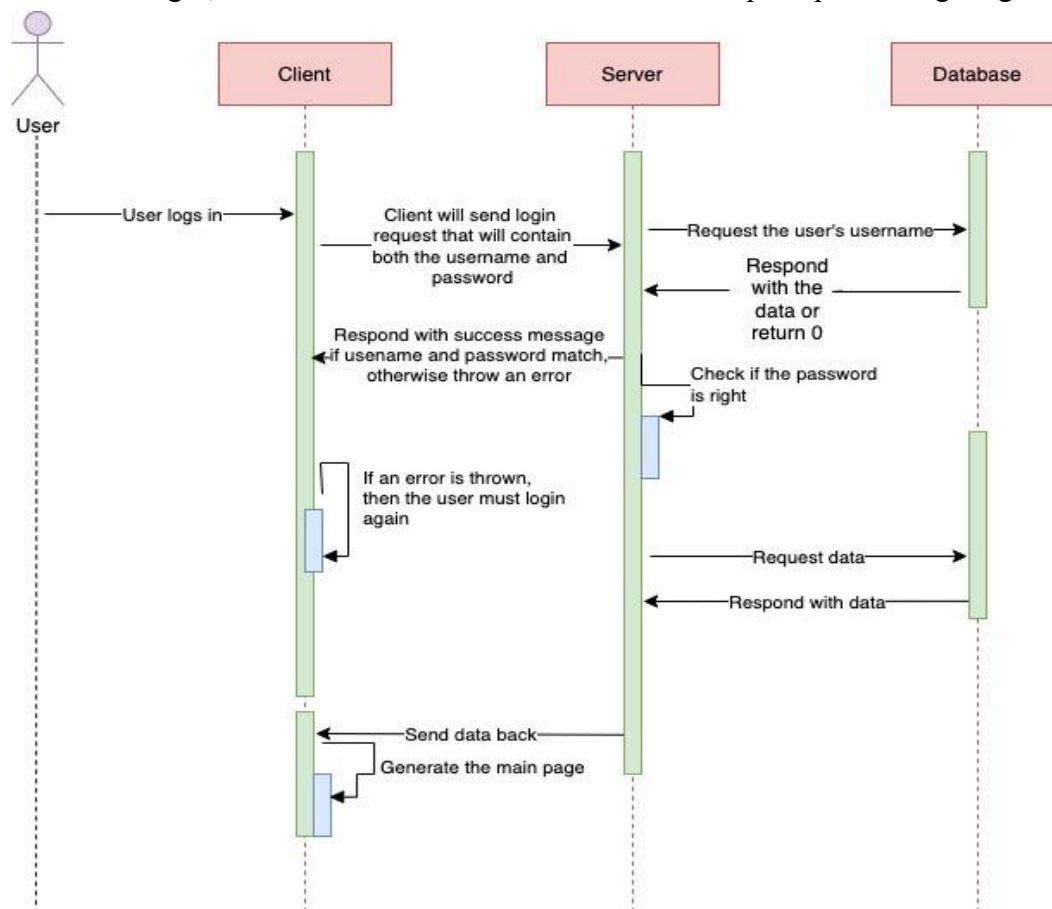 Client
Server
Database
User
User logs in
Client will send login
request that will contain
both the username and
password
Request the user's username
Respond
with the
data or
return 0
Respond with success message
if usename and password match,
otherwise throw an error
Check if the password
is right
If an error is thrown,
then the user must login
again
Request data
Respond with data
Send data back
Generate the main page